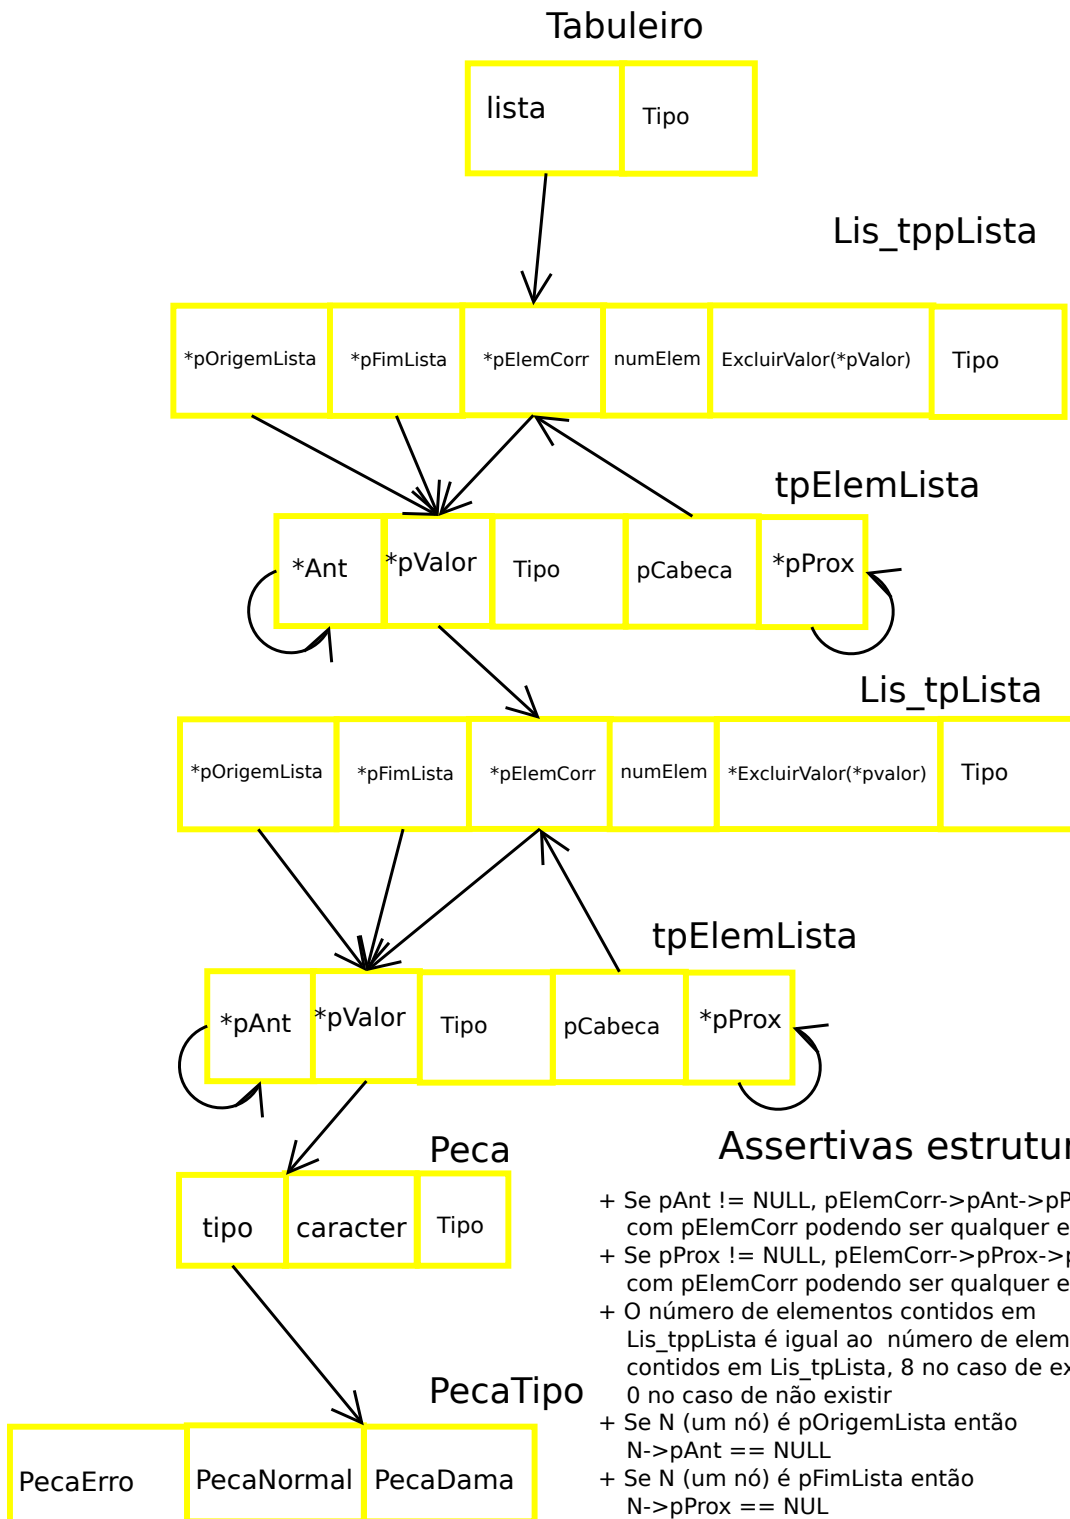 Tabuleiro
lista
Tipo
Lis_tppLista
*pOrigemLista
*pFimLista
*pElemCorr
numElem
ExcluirValor(*pValor)
Tipo
tpElemLista
*Ant
*pValor
Tipo
pCabeca
*pProx
Lis_tpLista
*pOrigemLista
*pFimLista
*pElemCorr
numElem
*ExcluirValor(*pvalor)
Tipo
tpElemLista
*pAnt
*pValor
Tipo
pCabeca
*pProx
Peca
tipo
caracter
Tipo
PecaTipo
PecaErro
PecaNormal
PecaDama
Assertivas
+ Se pAnt != NULL, pElemCorr->pAnt->
com pElemCorr podendo ser qualquer
+ Se pProx != NULL, pElemCorr->pProx->
com pElemCorr podendo ser qualquer
+ O número de elementos contidos em
Lis_tppLista é igual ao número de
contidos em Lis_tpLista, 8 no caso de
0 no caso de não existir
+ Se N (um nó) é pOrigemLista então
N->pAnt == NULL
+ Se N (um nó) é pFimLista então
N->pProx == NUL